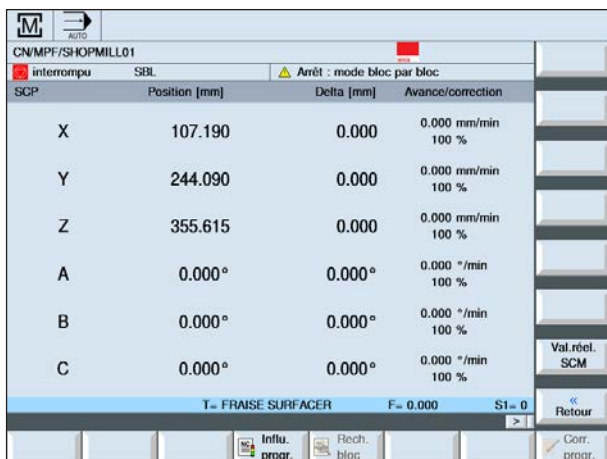 M AUTO
CN/MPF/SHOPMILL01
interrompu SBL Arrêt : mode bloc par bloc
SCP Position [mm] Delta [mm] Avance/correction
X 107.190 0.000 0.000 mm/min
100 %
Y 244.090 0.000 0.000 mm/min
100 %
Z 355.615 0.000 0.000 mm/min
100 %
A 0.000° 0.000° 0.000 °/min
100 %
B 0.000° 0.000° 0.000 °/min
100 %
C 0.000° 0.000° 0.000 °/min
100 %
Val.réel.
SCM
T= FRAISE SURFACER F= 0.000 S1= 0
«
Retour
>
NC Influ.
progr.
Rech.
bloc
Corr.
progr.